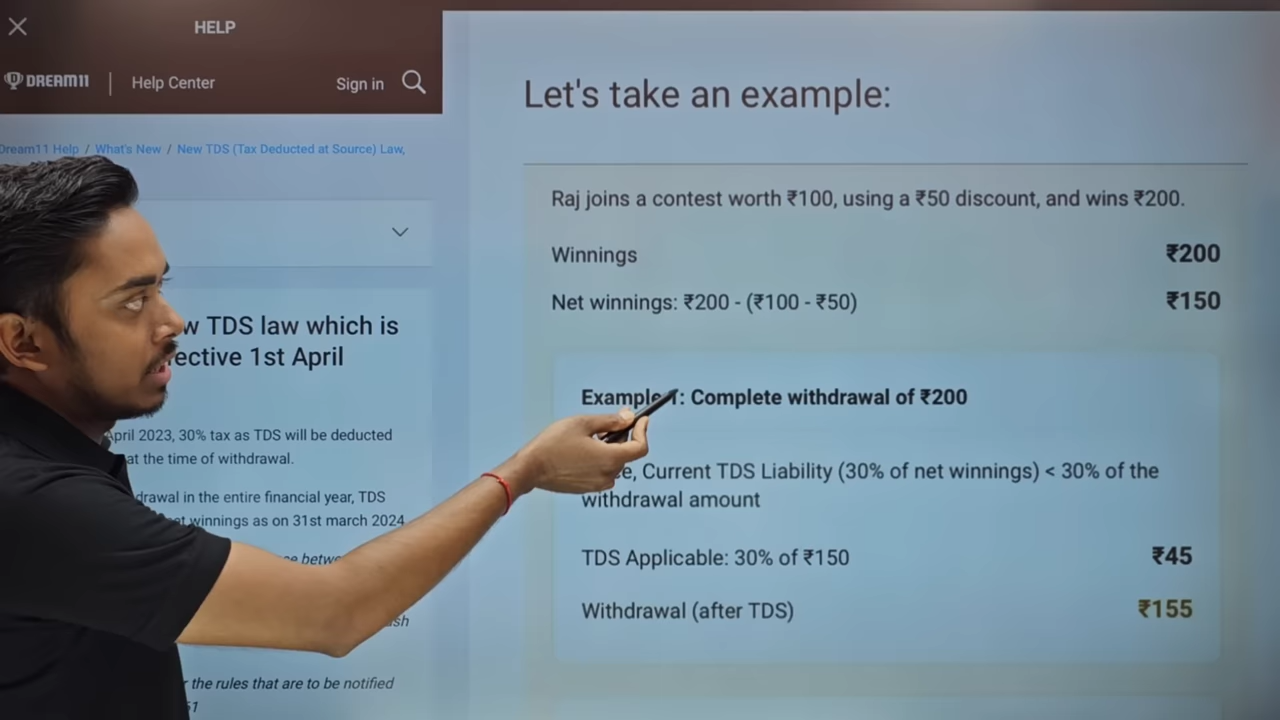 HELP
DREAM11
Help Center
Sign in
Dream11 Help / What's New / New TDS (Tax Deducted at Source) Law,
TDS law which is
1st April
April 2023, 30% tax as TDS will be deducted
at the time of withdrawal.
in the entire financial year, TDS
winnings as on 31st march 2024
the rules that are to be notified
Let's take an example:
Raj joins a contest worth ₹100, using a ₹50 discount, and wins ₹200.
Winnings ₹200
Net winnings: ₹200 - (₹100 - ₹50) ₹150
Example 1: Complete withdrawal of ₹200
Current TDS Liability (30% of net winnings) < 30% of the
withdrawal amount
TDS Applicable: 30% of ₹150 ₹45
Withdrawal (after TDS) ₹155